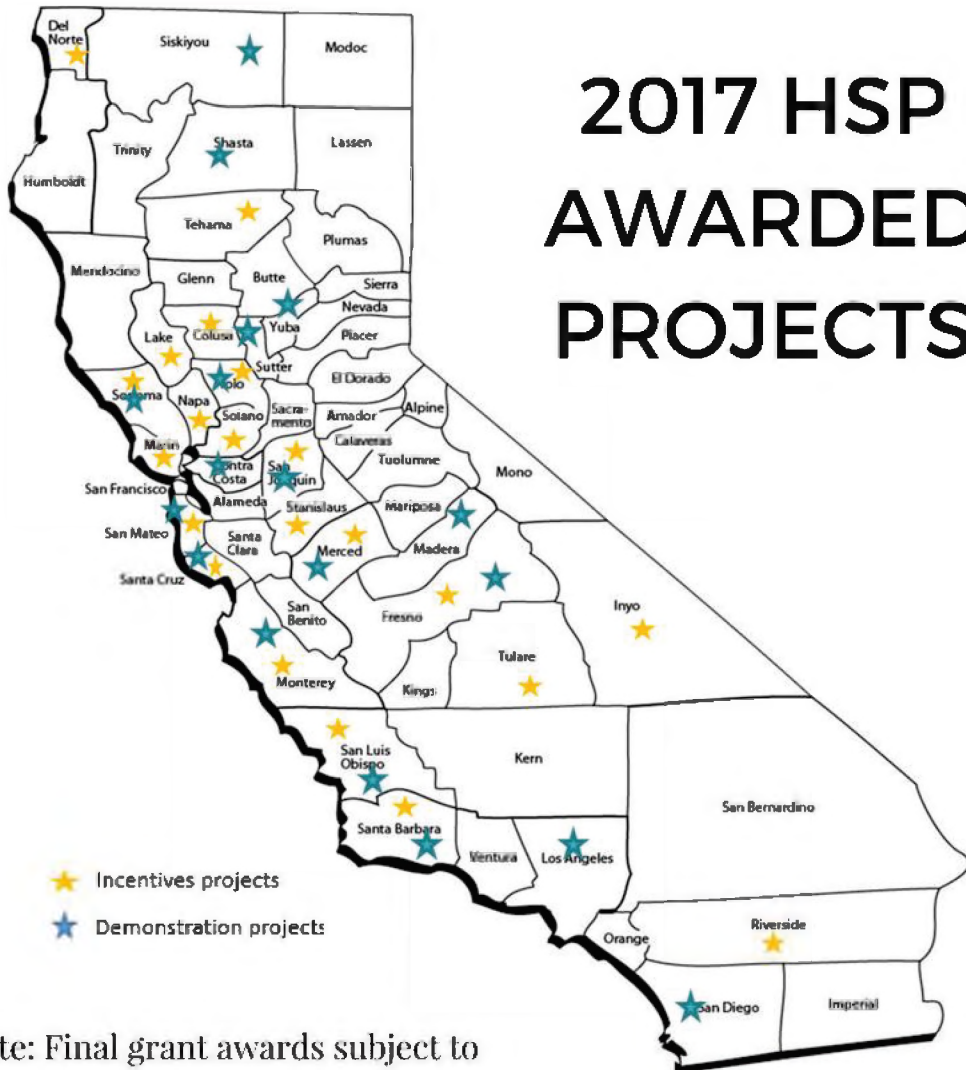 2017 HSP
AWARDED
PROJECTS
Del
Norte
Siskiyou
Modoc
Humboldt
Trinity
Shasta
Lassen
Tehama
Plumas
Mendocino
Glenn
Butte
Sierra
Nevada
Lake
Colusa
Yuba
Placer
Sutter
El Dorado
Sonoma
Napa
Yolo
Solano
Sacra-
mento
Amador
Alpine
Calaveras
Marin
Contra
Costa
San
Joaquin
Tuolumne
Mono
San Francisco
Alameda
Stanislaus
Mariposa
San Mateo
Santa
Clara
Merced
Madera
Santa Cruz
San
Benito
Fresno
Inyo
Monterey
Kings
Tulare
San Luis
Obispo
Kern
San Bernardino
Santa Barbara
Ventura
Los Angeles
Incentives projects
Demonstration projects
Orange
Riverside
San Diego
Imperial
te: Final grant awards subject to